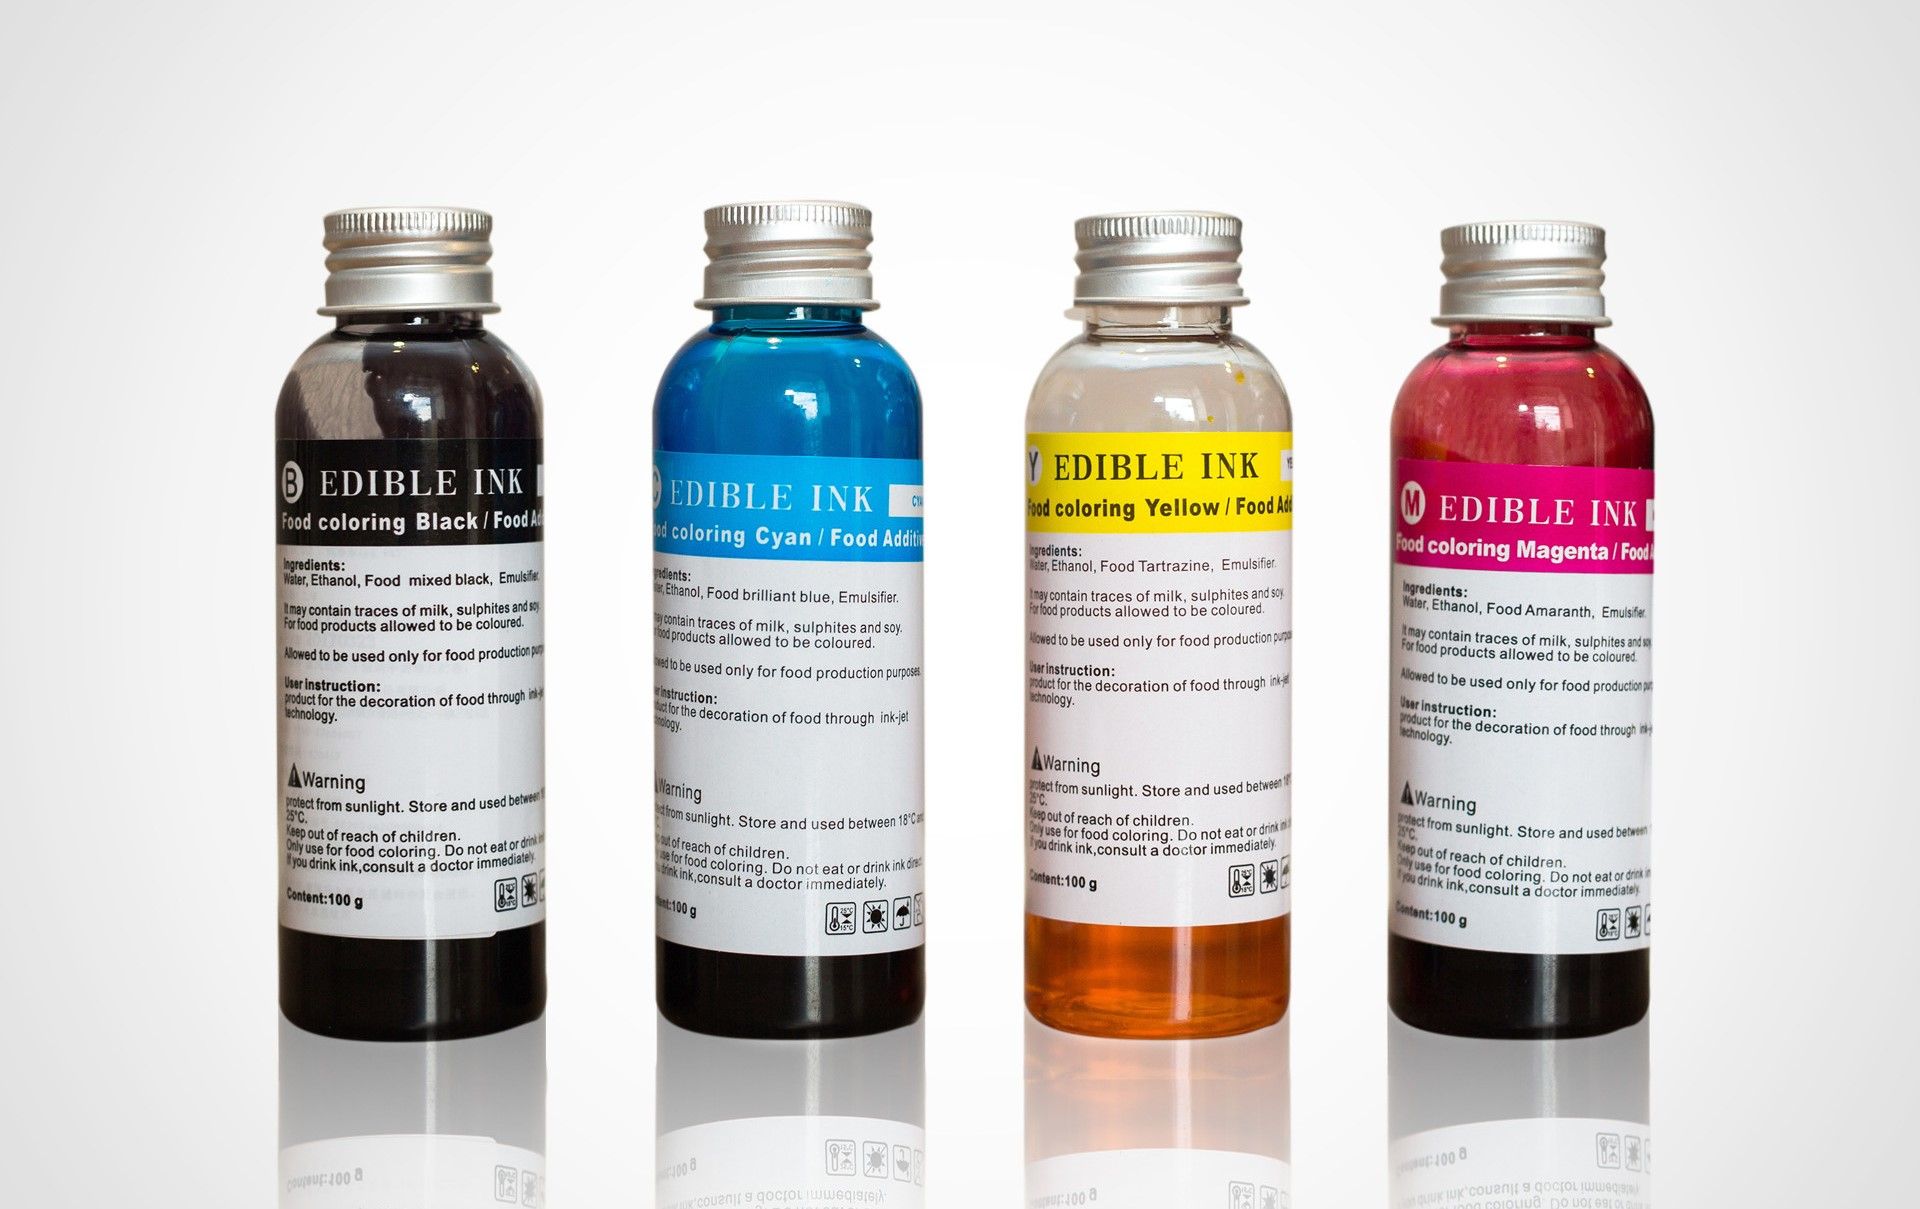 B EDIBLE INK
Food coloring Black / Food
Ingredients:
Water, Ethanol, Food mixed black, Emulsifier.
It may contain traces of milk, sulphites and soy.
For food products allowed to be coloured.
Allowed to be used only for food production
User instruction:
product for the decoration of food through
technology.
Warning
protect from sunlight. Store and used between
25°C.
Keep out of reach of children.
Only use for food coloring. Do not eat or drink
If you drink ink,consult a doctor immediately.
Content:100 g
C EDIBLE INK
coloring Cyan / Food
Ethanol, Food brilliant blue, Emulsifier.
contain traces of milk, sulphites and soy.
food products allowed to be coloured.
to be used only for food production purposes.
instruction:
for the decoration of food through ink-jet
Warning
from sunlight. Store and used between 18°C
out of reach of children.
use for food coloring. Do not eat or drink ink
drink ink,consult a doctor immediately.
100 g
25°C
15°C
Y EDIBLE INK
Food coloring Yellow / Food
Ingredients:
Water, Ethanol, Food Tartrazine, Emulsifier.
It may contain traces of milk, sulphites and soy.
For food products allowed to be coloured.
Allowed to be used only for food production
User instruction:
product for the decoration of food through
technology.
Warning
protect from sunlight. Store and used between
25°C.
Keep out of reach of children.
Only use for food coloring. Do not eat or drink ink
If you drink ink,consult a doctor immediately.
Content:100 g
M EDIBLE INK
Food coloring Magenta / Food
Ingredients:
Water, Ethanol, Food Amaranth, Emulsifier.
It may contain traces of milk, sulphites and soy.
For food products allowed to be coloured.
Allowed to be used only for food production
User instruction:
product for the decoration of food through
technology.
Warning
protect from sunlight. Store and used between
25°C.
Keep out of reach of children.
Only use for food coloring. Do not eat or drink
If you drink ink,consult a doctor immediately.
Content:100 g